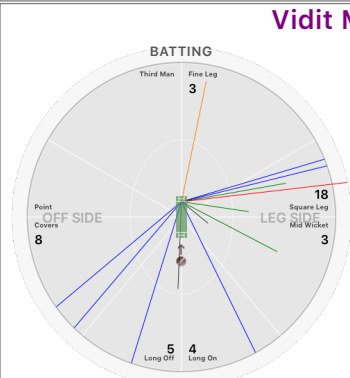 Vidit M
BATTING
Third Man Fine Leg
3
18
Point Square Leg
OFF SIDE LEG SIDE
Covers Mid Wicket
8 3
5 4
Long Off Long On